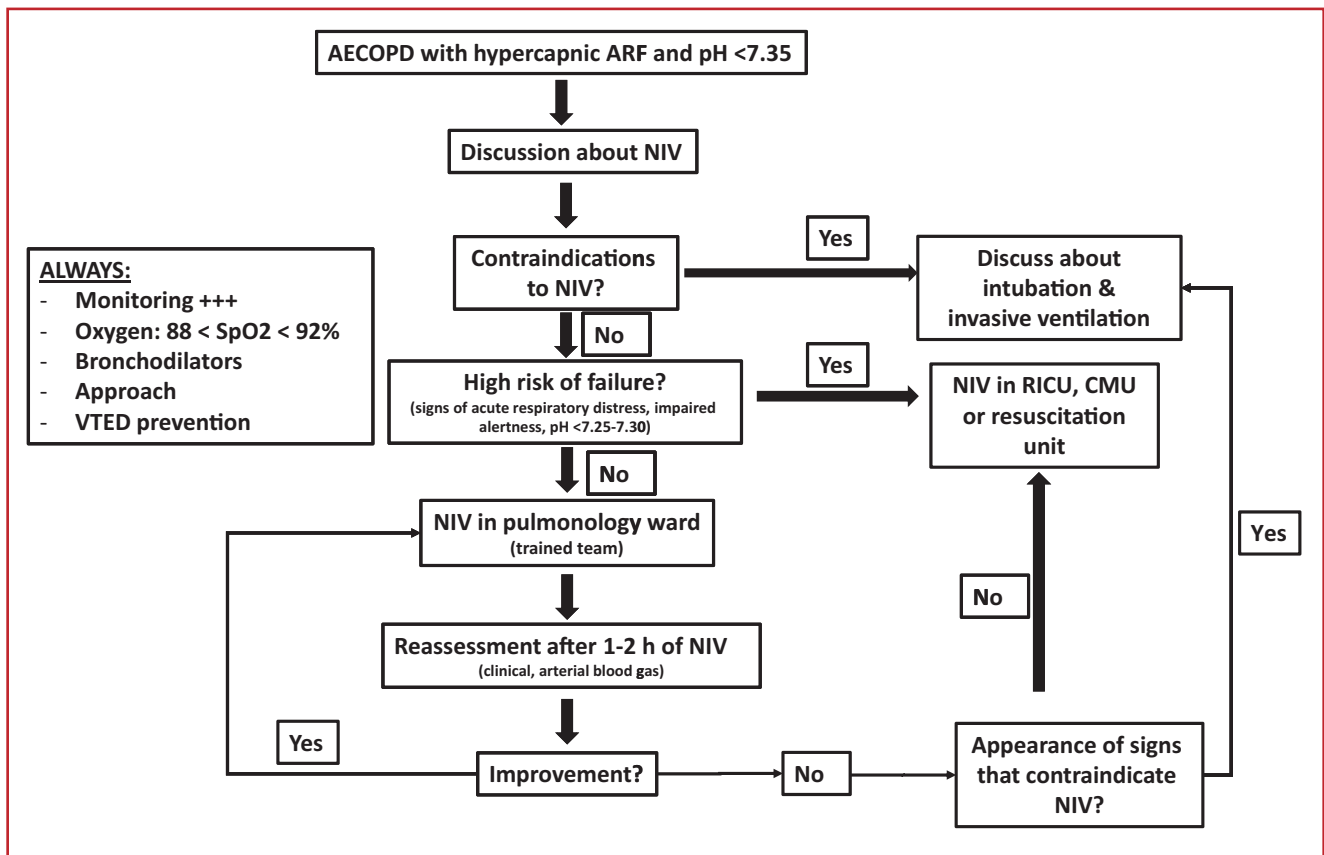 AECOPD with hypercapnic ARF and pH <7.35
Discussion about NIV
Contraindications
to NIV?
Yes
Discuss about
intubation &
invasive ventilation
ALWAYS:
- Monitoring +++
- Oxygen: 88 < SpO2 < 92%
- Bronchodilators
- Approach
- VTED prevention
No
High risk of failure?
(signs of acute respiratory distress, impaired
alertness, pH <7.25-7.30)
Yes
NIV in RICU, CMU
or resuscitation
unit
No
NIV in pulmonology ward
(trained team)
Yes
No
Reassessment after 1-2 h of NIV
(clinical, arterial blood gas)
Yes
Improvement?
No
Appearance of signs
that contraindicate
NIV?